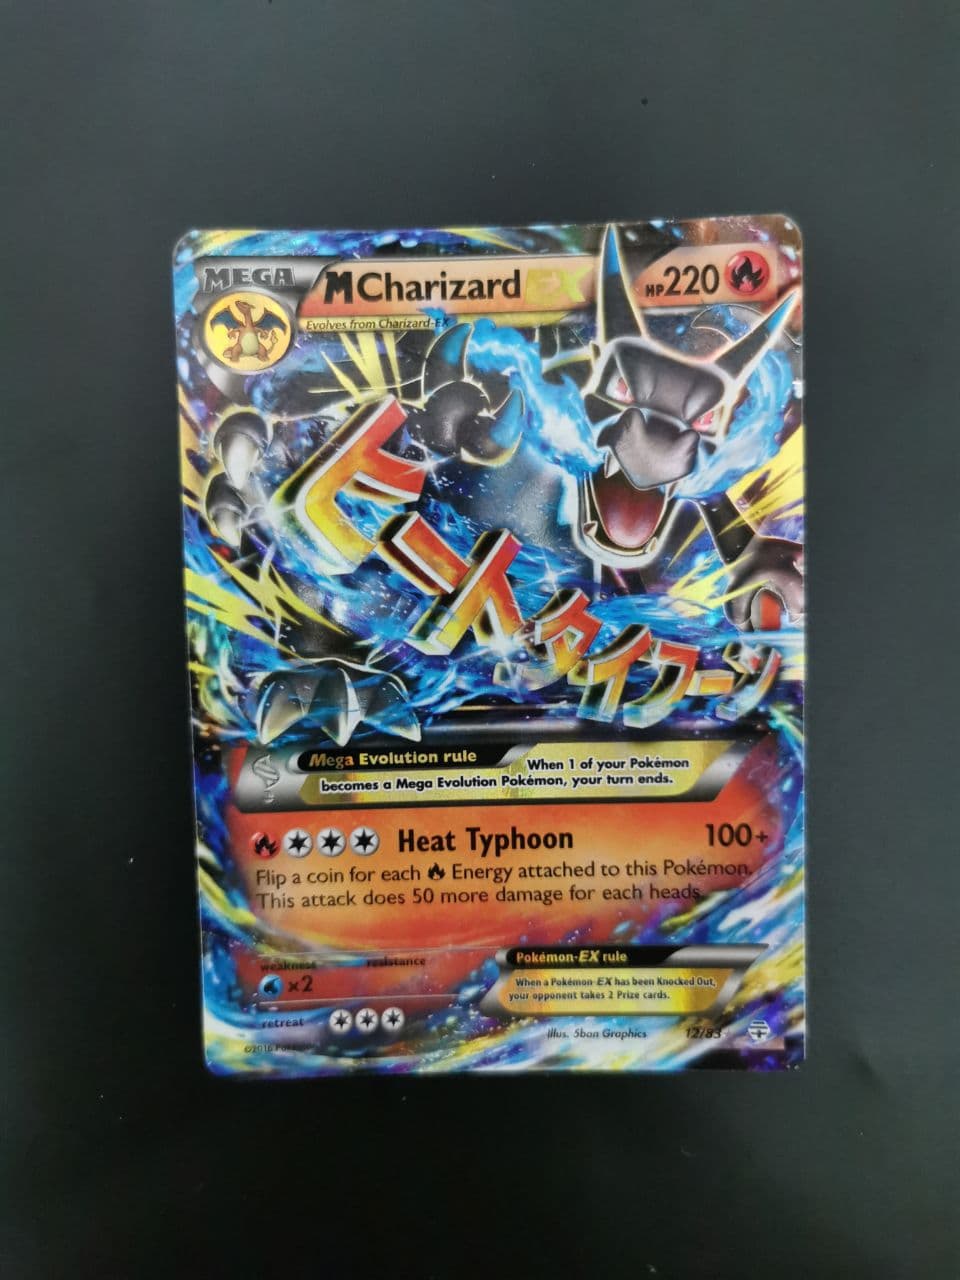 MEGA
M Charizard EX
HP 220
Evolves from Charizard-EX
ヒートタイフーン
Mega Evolution rule
When 1 of your Pokémon
becomes a Mega Evolution Pokémon, your turn ends.
Heat Typhoon 100+
Flip a coin for each Energy attached to this Pokémon.
This attack does 50 more damage for each heads.
weakness resistance
×2
Pokémon-EX rule
When a Pokémon-EX has been Knocked Out,
your opponent takes 2 Prize cards.
retreat
Illus. 5ban Graphics 12/83
©2016 Pokémon